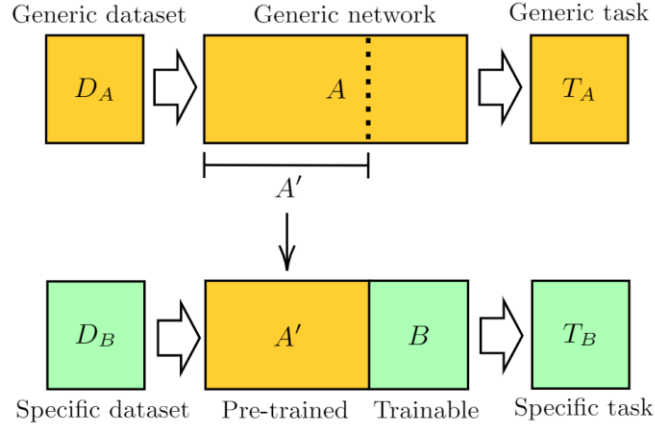 Generic dataset Generic network Generic task
D_A A T_A
A'
D_B A' B T_B
Specific dataset Pre-trained Trainable Specific task